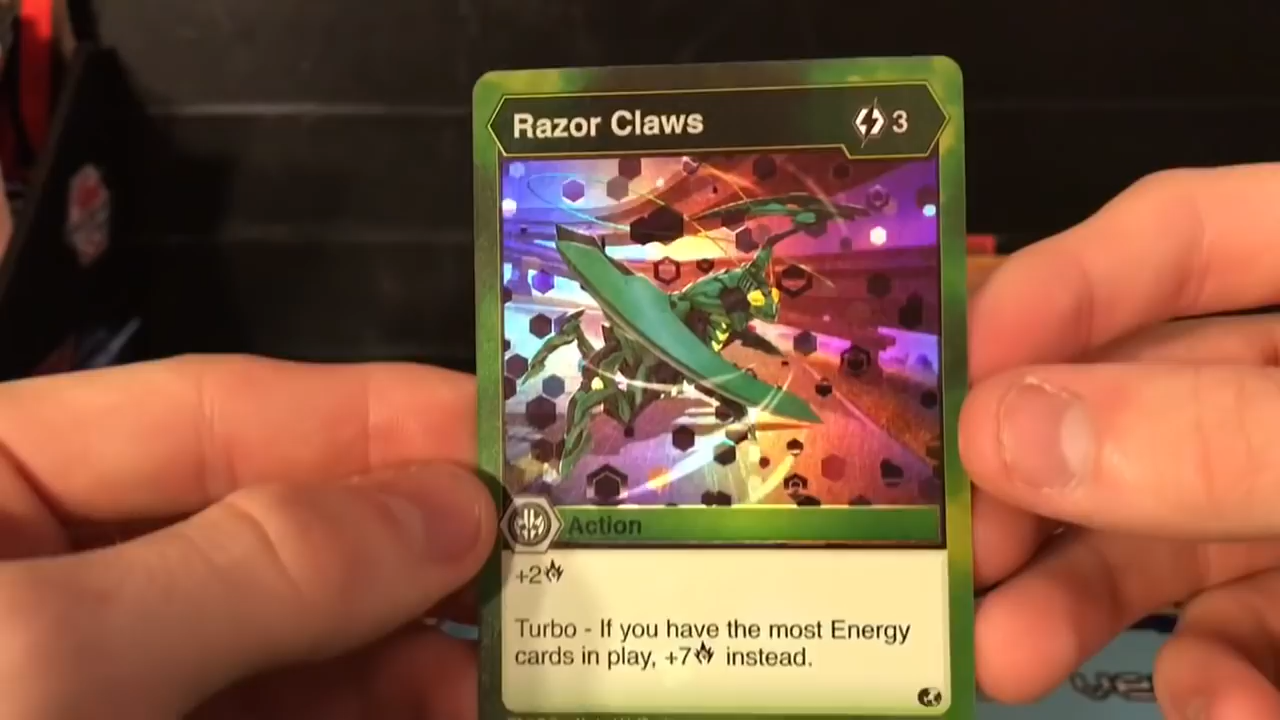 Razor Claws
3
Action
+2
Turbo - If you have the most Energy
cards in play, +7 instead.